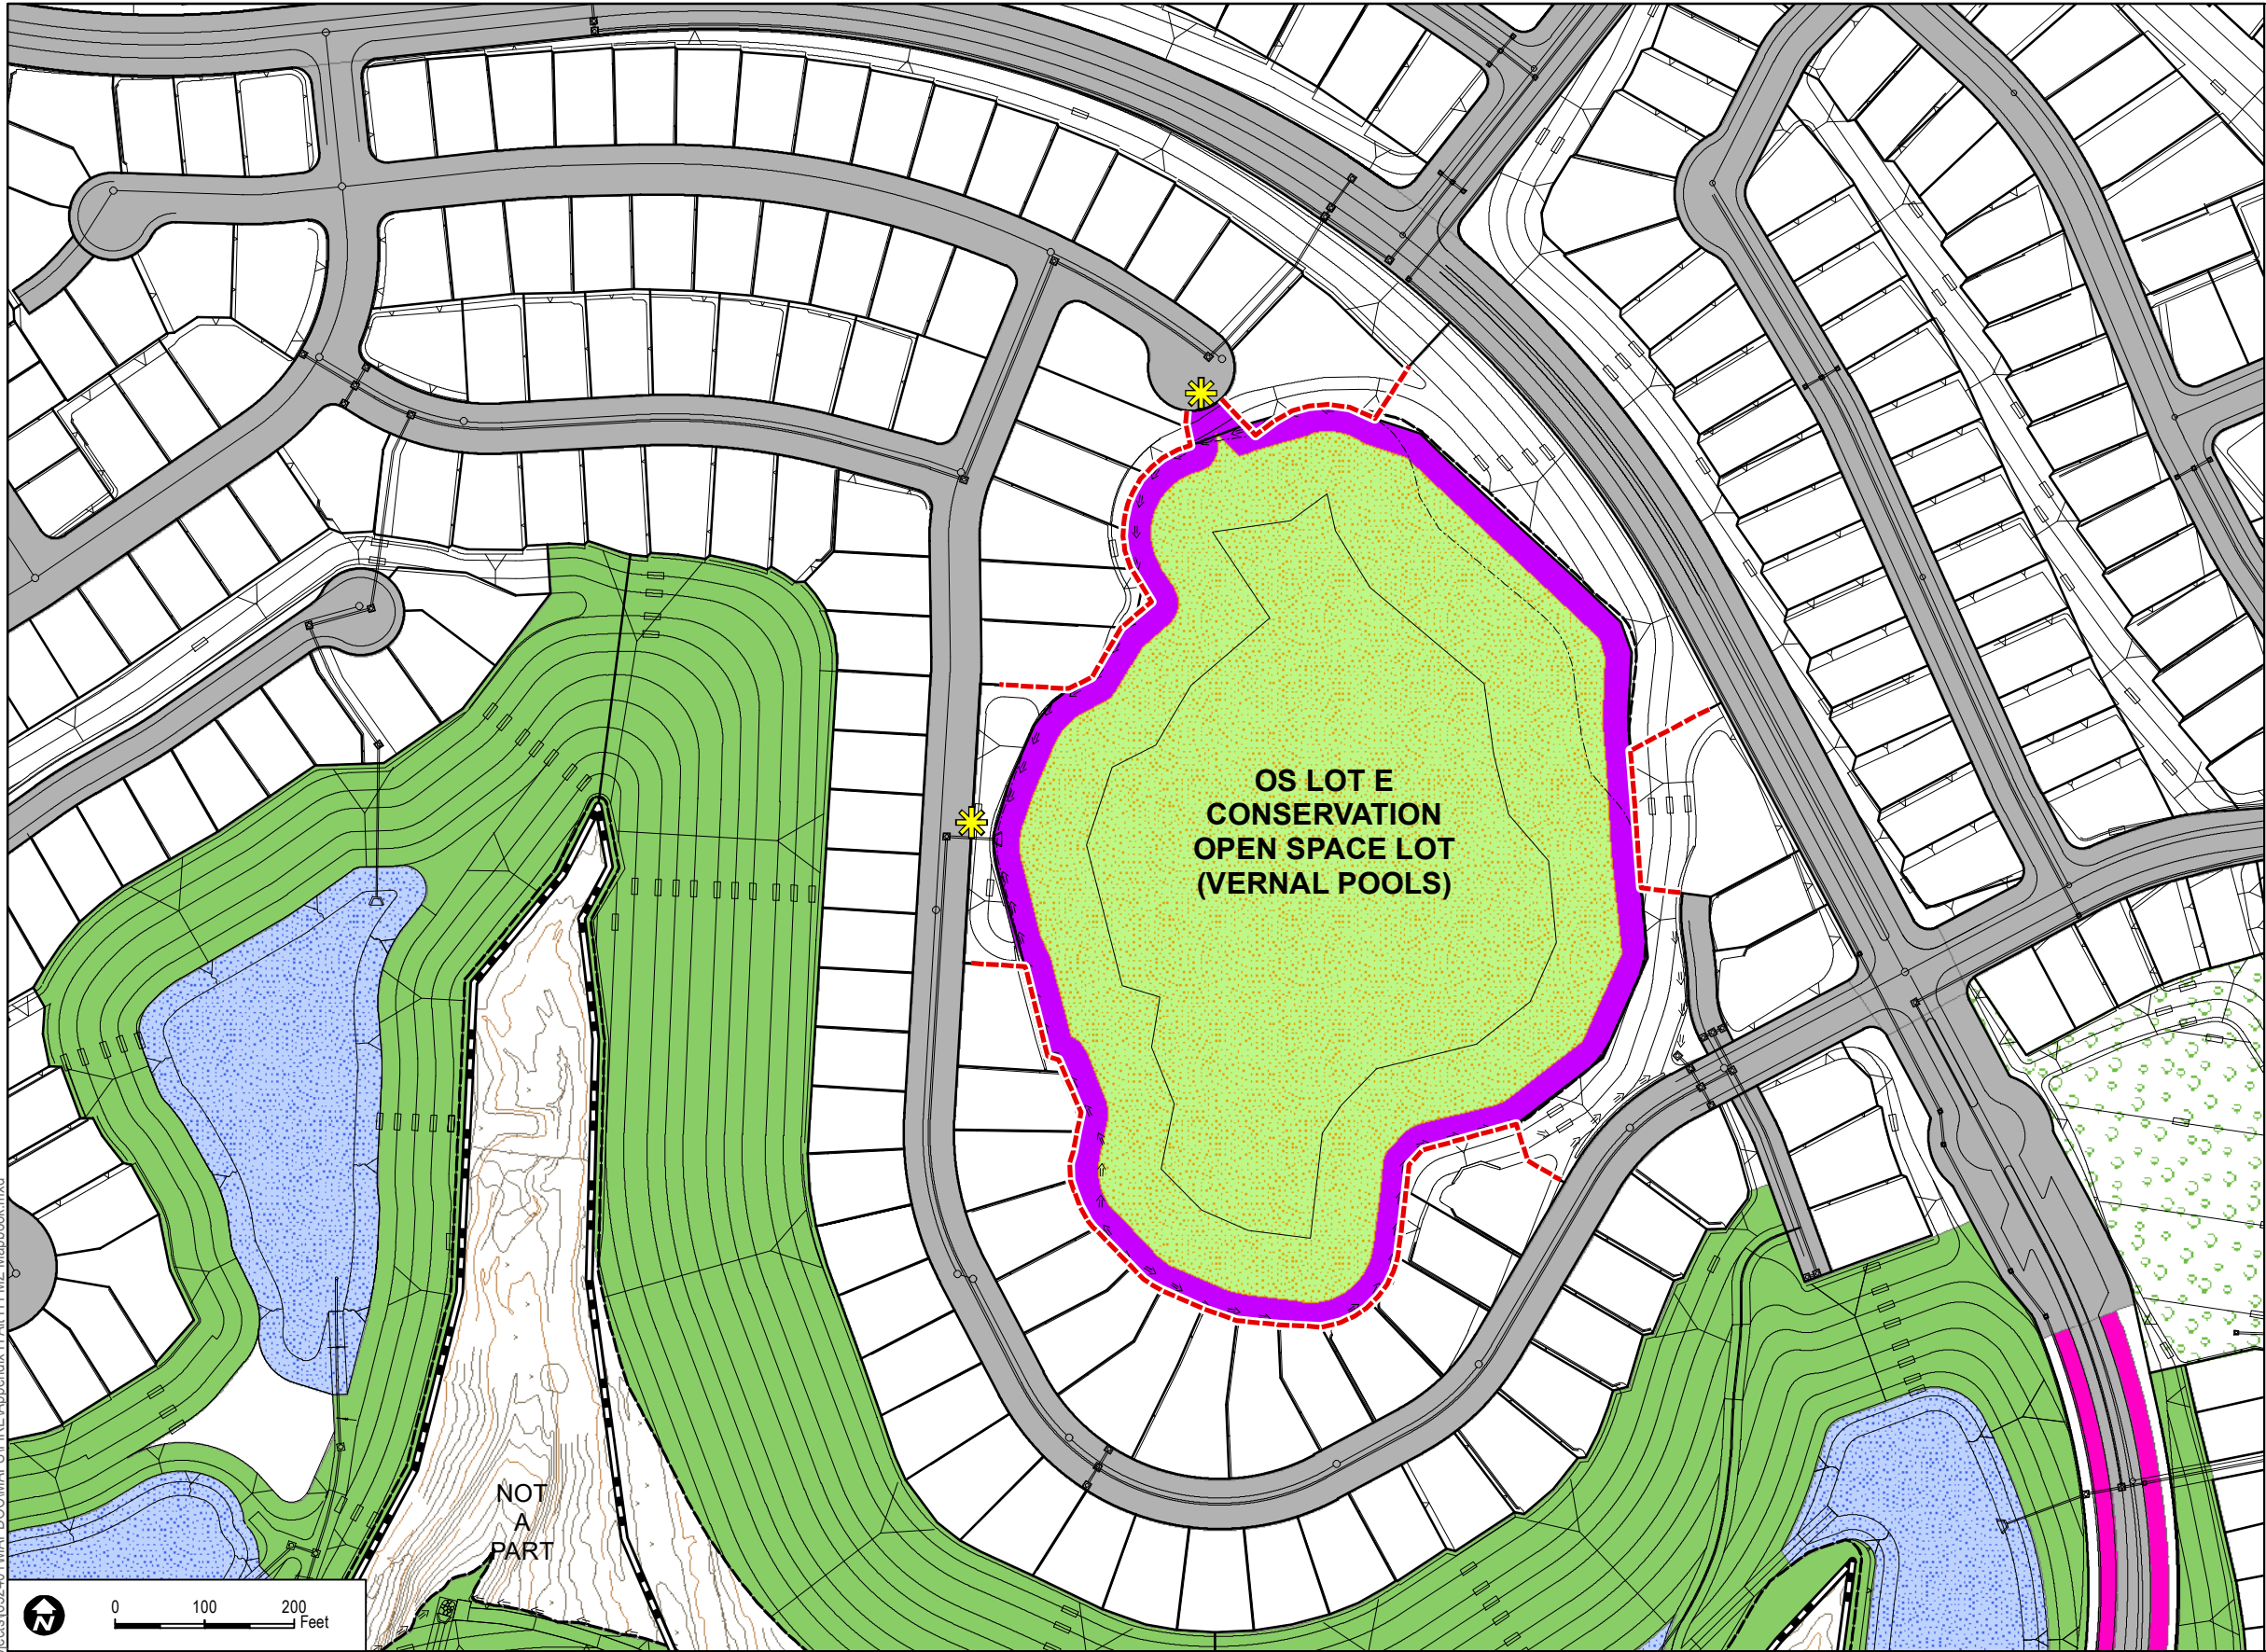 OS LOT E
CONSERVATION
OPEN SPACE LOT
(VERNAL POOLS)
NOT
A
PART
N
0 100 200
Feet